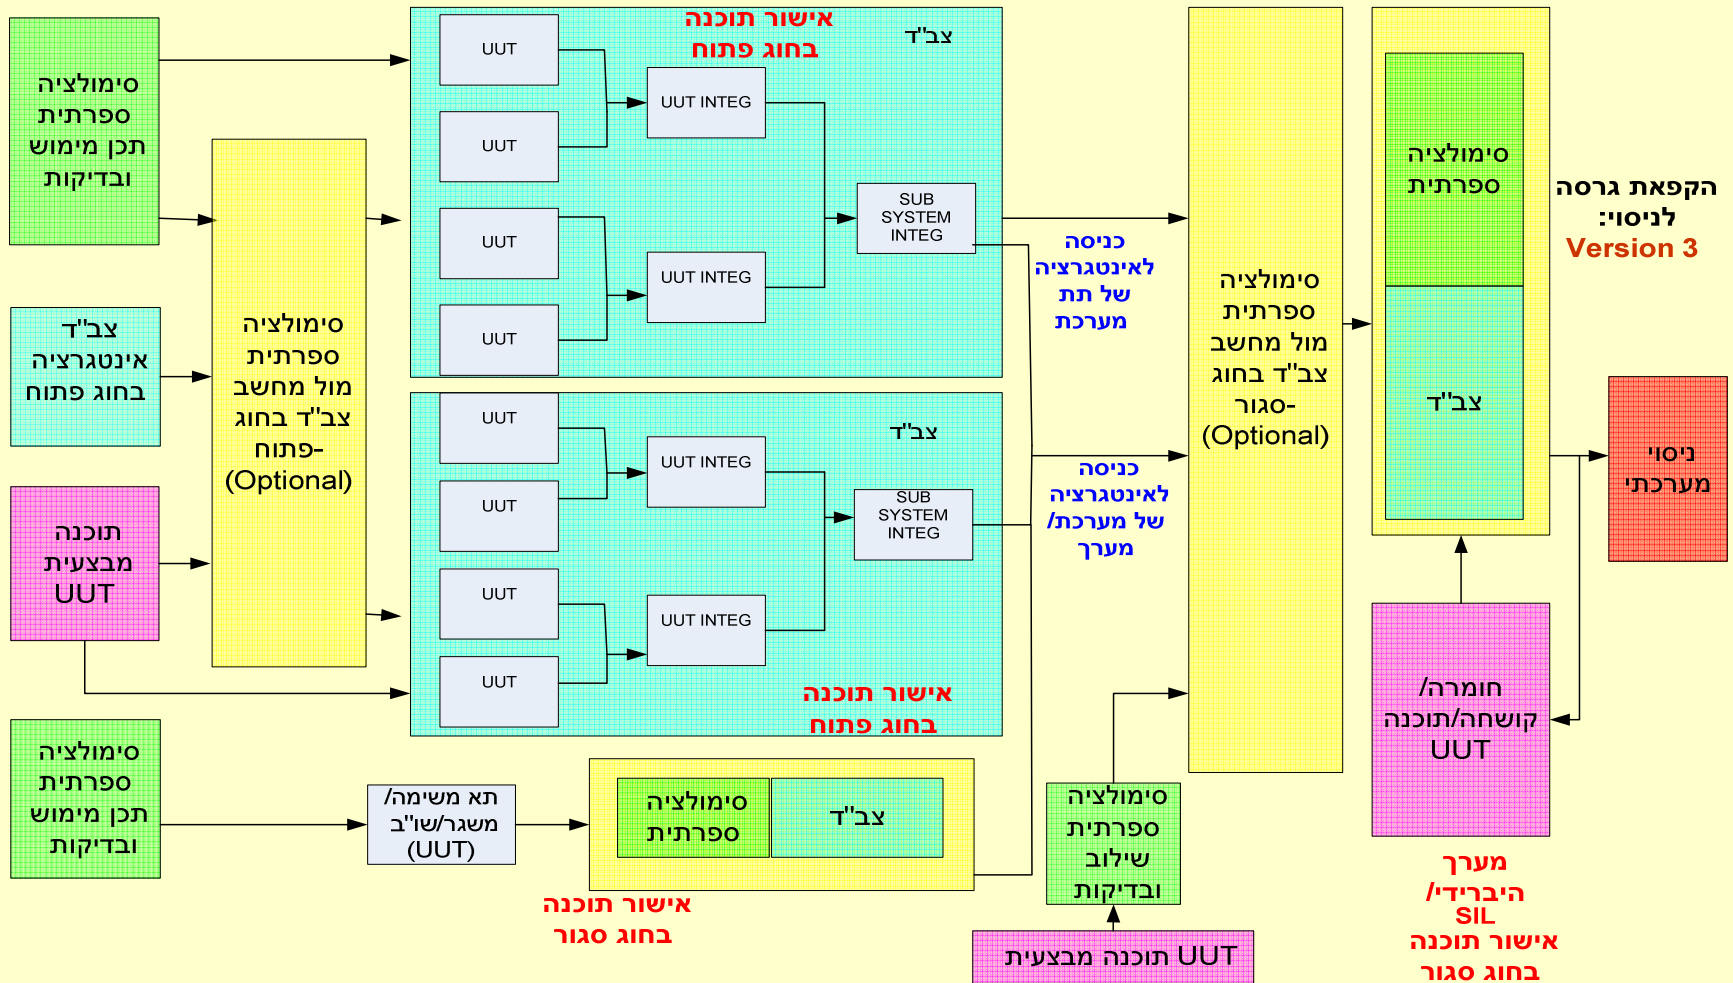 סימולציה
ספרתית
תכן מימוש
ובדיקות
צב"ד
אינטגרציה
בחוג פתוח
תוכנה
מבצעית
UUT
סימולציה
ספרתית
תכן מימוש
ובדיקות
סימולציה
ספרתית
מול מחשב
צב"ד בחוג
פתוח-
(Optional)
אישור תוכנה
בחוג פתוח
צב"ד
UUT
UUT
UUT
UUT
UUT INTEG
UUT INTEG
SUB
SYSTEM
INTEG
צב"ד
UUT
UUT
UUT
UUT
UUT INTEG
UUT INTEG
SUB
SYSTEM
INTEG
אישור תוכנה
בחוג פתוח
תא משימה/
משגר/שו"ב
(UUT)
סימולציה
ספרתית
צב"ד
אישור תוכנה
בחוג סגור
כניסה
לאינטגרציה
של תת
מערכת
כניסה
לאינטגרציה
של מערכת/
מערך
סימולציה
ספרתית
שילוב
ובדיקות
UUT תוכנה מבצעית
סימולציה
ספרתית
מול מחשב
צב"ד בחוג
סגור-
(Optional)
סימולציה
ספרתית
צב"ד
הקפאת גרסה
לניסוי:
Version 3
ניסוי
מערכתי
חומרה/
קושחה/תוכנה
UUT
מערך
היברידי/
SIL
אישור תוכנה
בחוג סגור